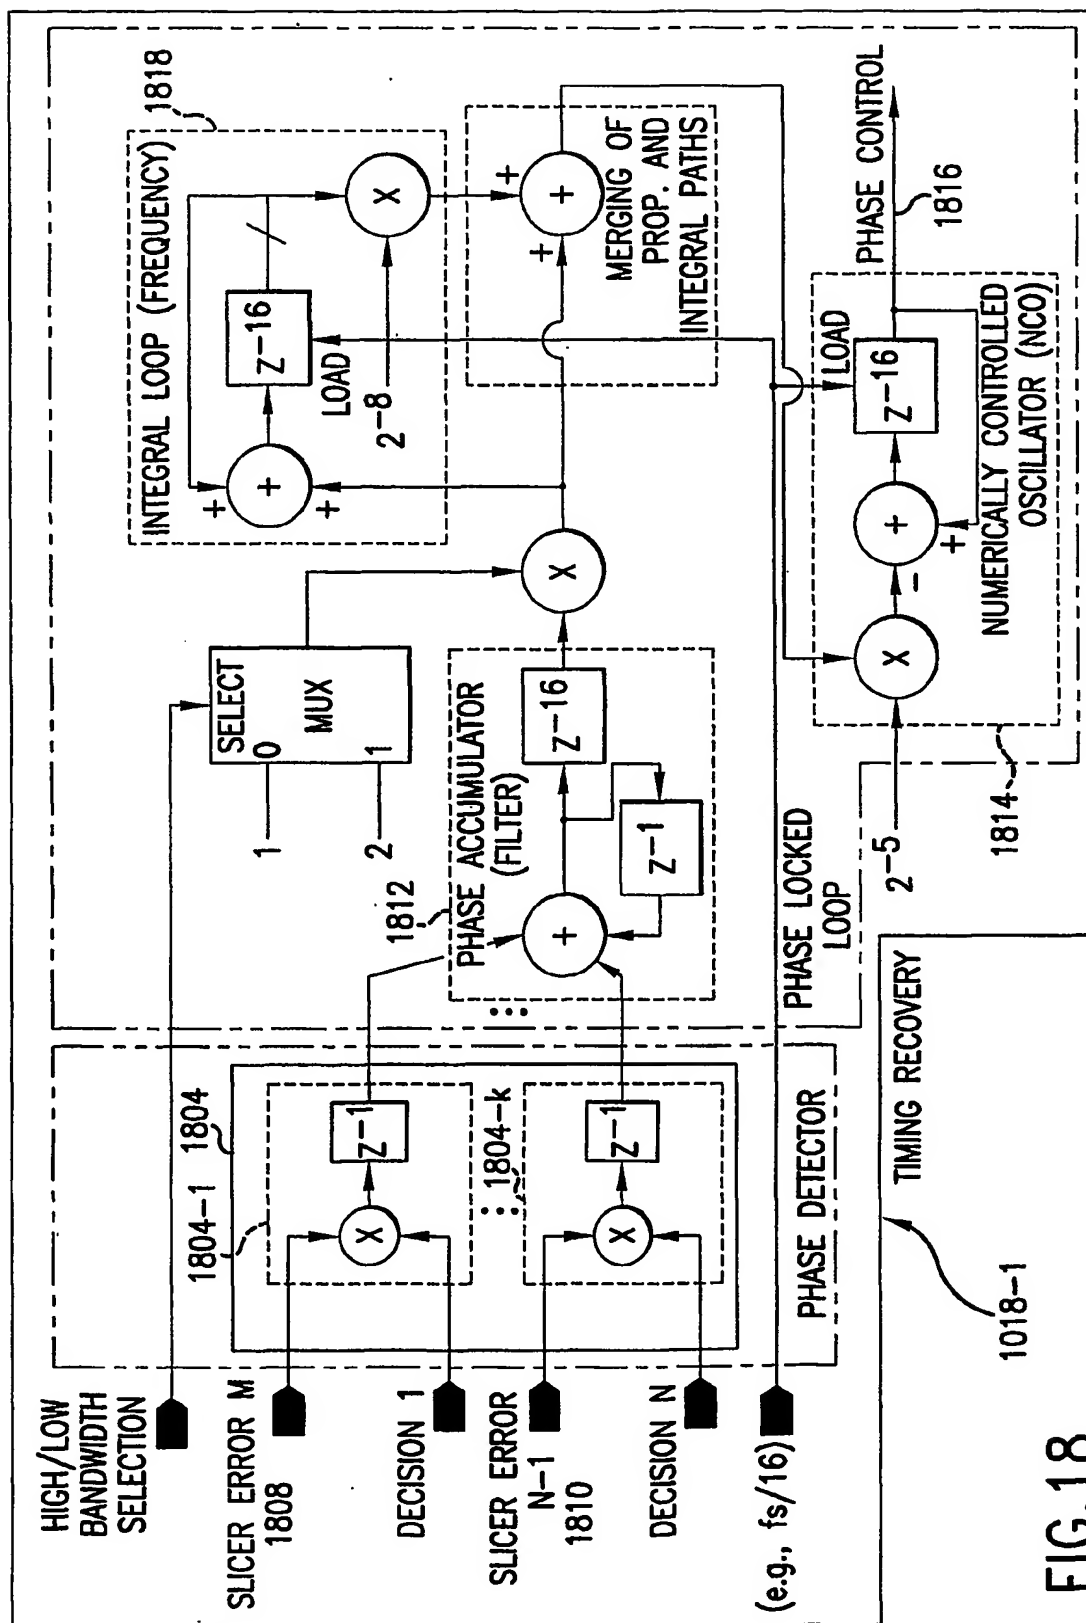 HIGH/LOW
BANDWIDTH
SELECTION
SLICER ERROR M
1808
DECISION 1
SLICER ERROR
N-1
1810
DECISION N
(e.g., fs/16)
1804
1804-1
X
Z-1
1804-k
X
Z-1
PHASE DETECTOR
SELECT
0
MUX
1
1
2
1812
PHASE ACCUMULATOR
(FILTER)
+
Z-16
Z-1
X
INTEGRAL LOOP (FREQUENCY)
1818
+
+
+
Z-16
LOAD
2-8
X
+
+
+
MERGING OF
PROP. AND
INTEGRAL PATHS
PHASE LOCKED
LOOP
2-5
1814
X
-
+
+
Z-16
LOAD
NUMERICALLY CONTROLLED
OSCILLATOR (NCO)
PHASE CONTROL
1816
TIMING RECOVERY
1018-1
FIG.18